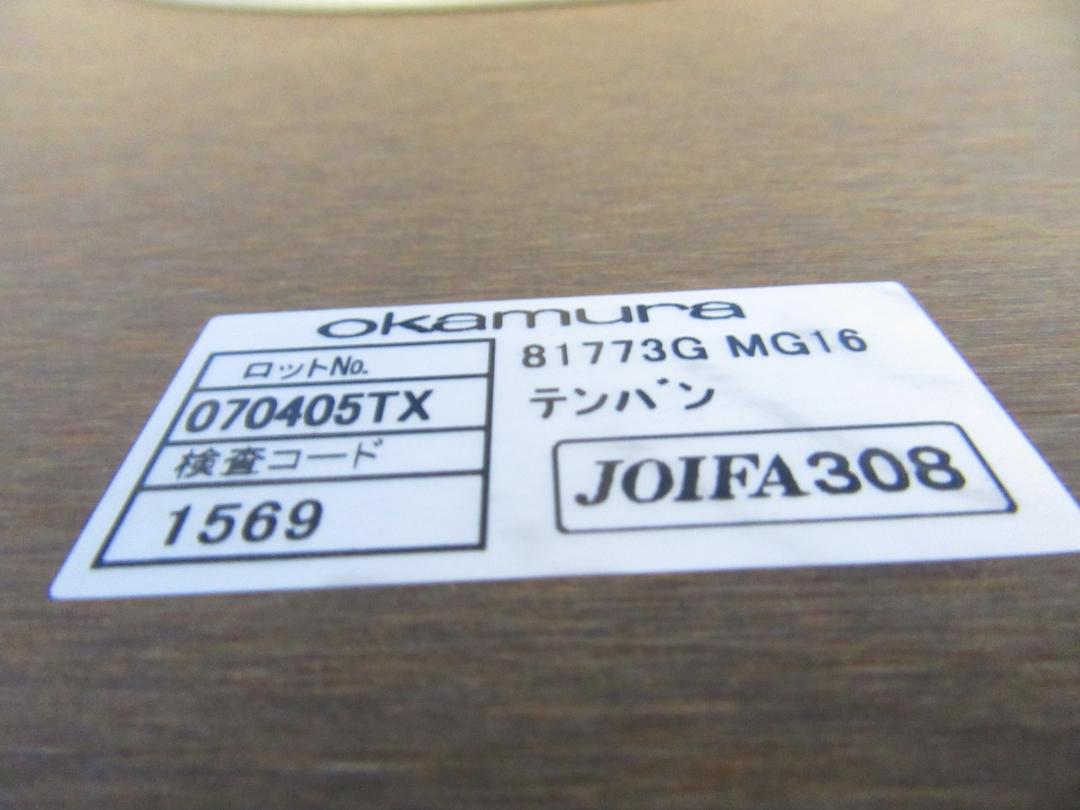 okamura
ロットNo.
070405TX
検査コード
1569
81773G MG16
テンバン
JOIFA308